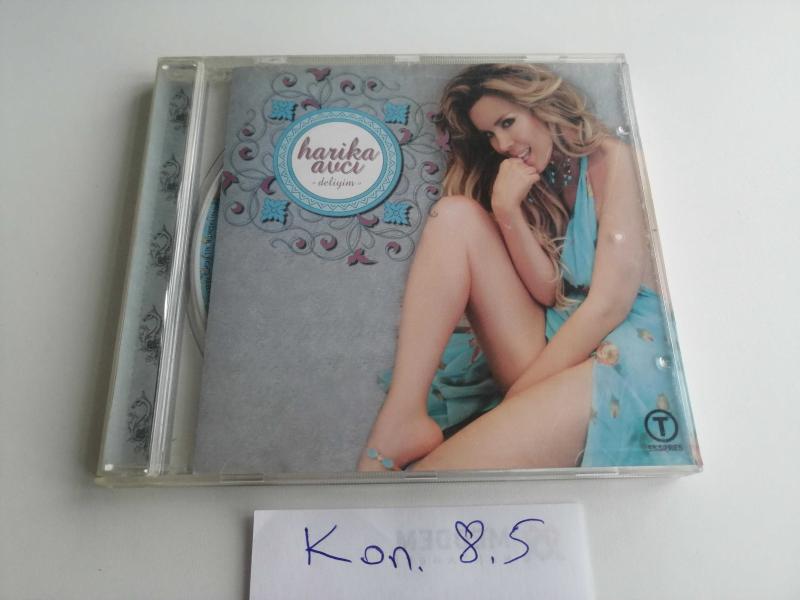 harika
avcı
- deliyim -
T
Kon. 8.5